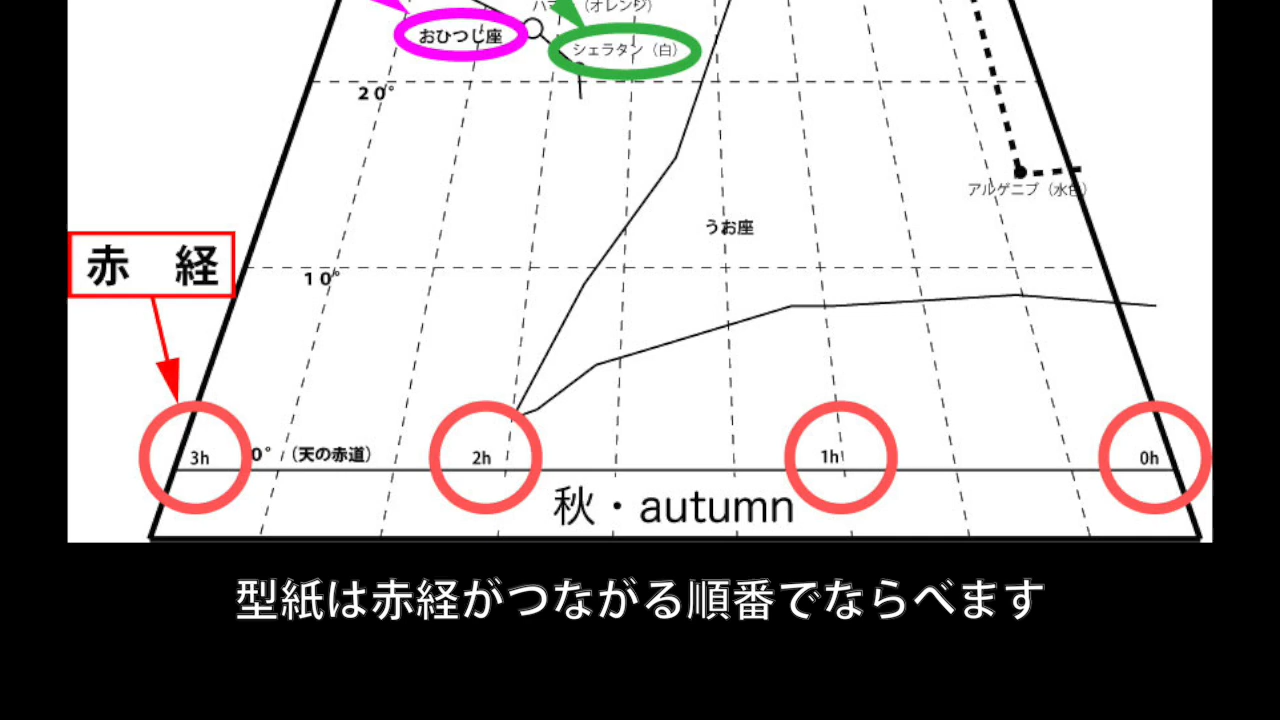 （オレンジ）
おひつじ座
シェラタン（白）
20°
アルゲニブ（水色）
うお座
赤　経
10°
3h
0°（天の赤道）
2h
1h
0h
秋・autumn
型紙は赤経がつながる順番でならべます